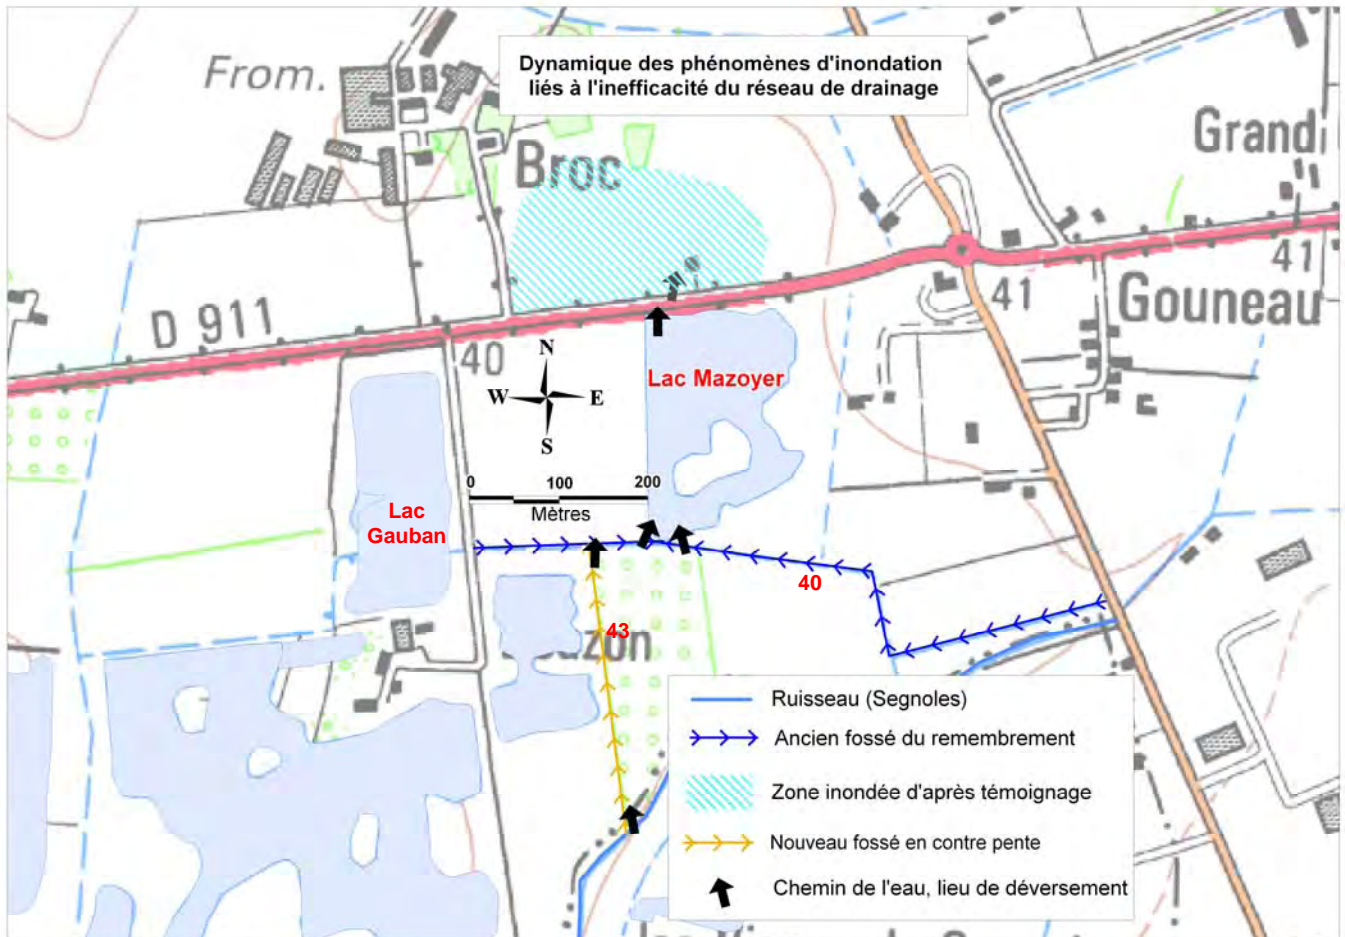 Dynamique des phénomènes d'inondation
liés à l'inefficacité du réseau de drainage
From.
Broc
Grand
D 911
40
41
41
Gouneau
N
W E
S
Lac Mazoyer
0 100 200
Mètres
Lac
Gauban
40
43
Ruisseau (Segnoles)
Ancien fossé du remembrement
Zone inondée d'après témoignage
Nouveau fossé en contre pente
Chemin de l'eau, lieu de déversement